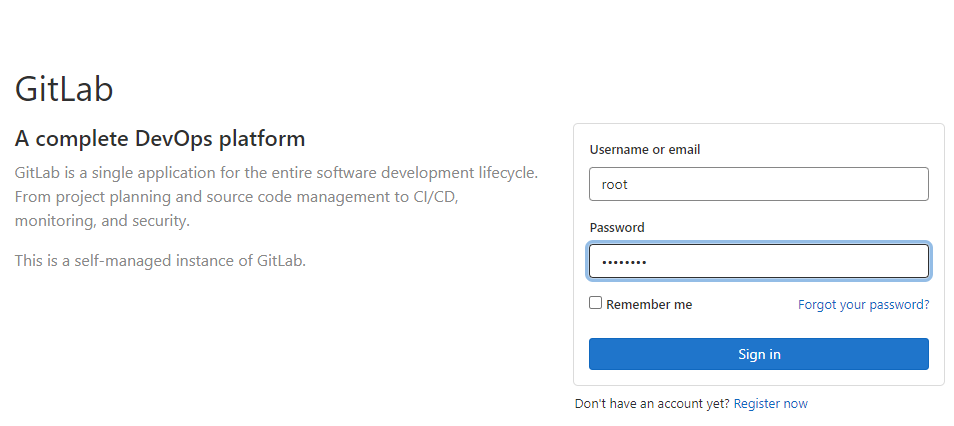 GitLab
A complete DevOps platform
GitLab is a single application for the entire software development lifecycle.
From project planning and source code management to CI/CD,
monitoring, and security.
This is a self-managed instance of GitLab.
Username or email
root
Password
••••••••
Remember me
Forgot your password?
Sign in
Don't have an account yet? Register now